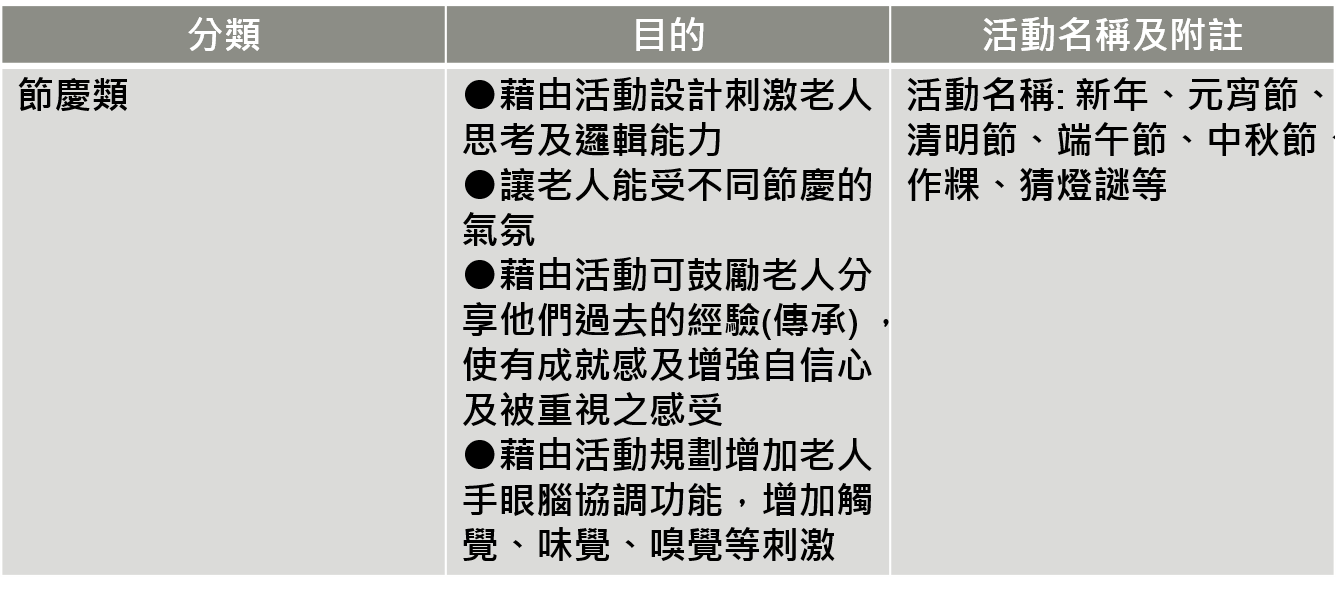 分類
目的
活動名稱及附註
節慶類
●藉由活動設計刺激老人
思考及邏輯能力
●讓老人能受不同節慶的
氣氛
●藉由活動可鼓勵老人分
享他們過去的經驗(傳承) ，
使有成就感及增強自信心
及被重視之感受
●藉由活動規劃增加老人
手眼腦協調功能，增加觸
覺、味覺、嗅覺等刺激
活動名稱: 新年、元宵節、
清明節、端午節、中秋節、
作粿、猜燈謎等